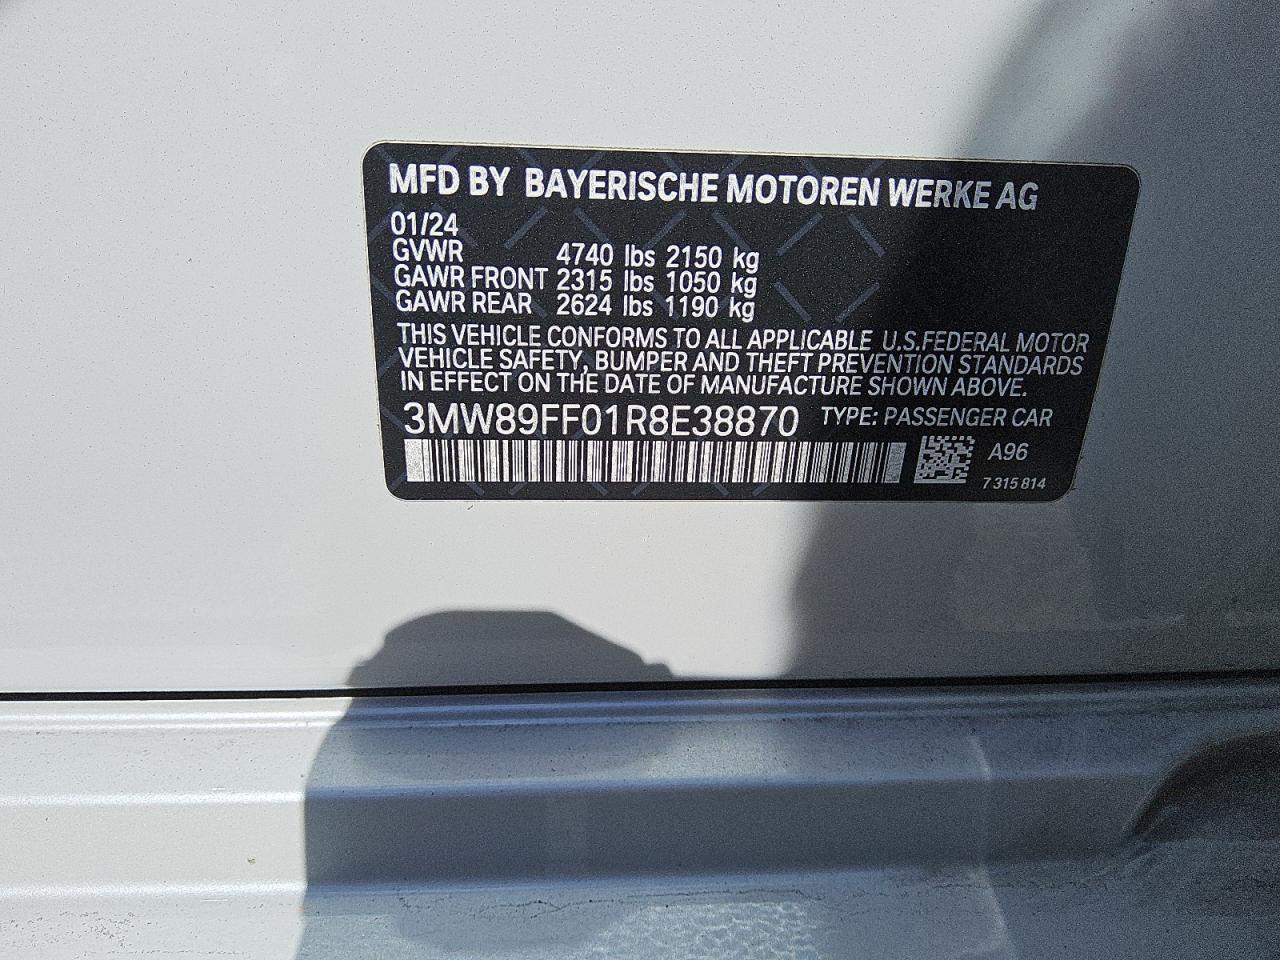 MFD BY BAYERISCHE MOTOREN WERKE AG
01/24
GVWR 4740 lbs 2150 kg
GAWR FRONT 2315 lbs 1050 kg
GAWR REAR 2624 lbs 1190 kg
THIS VEHICLE CONFORMS TO ALL APPLICABLE U.S.FEDERAL MOTOR
VEHICLE SAFETY, BUMPER AND THEFT PREVENTION STANDARDS
IN EFFECT ON THE DATE OF MANUFACTURE SHOWN ABOVE.
3MW89FF01R8E38870 TYPE: PASSENGER CAR
A96
7 315 814